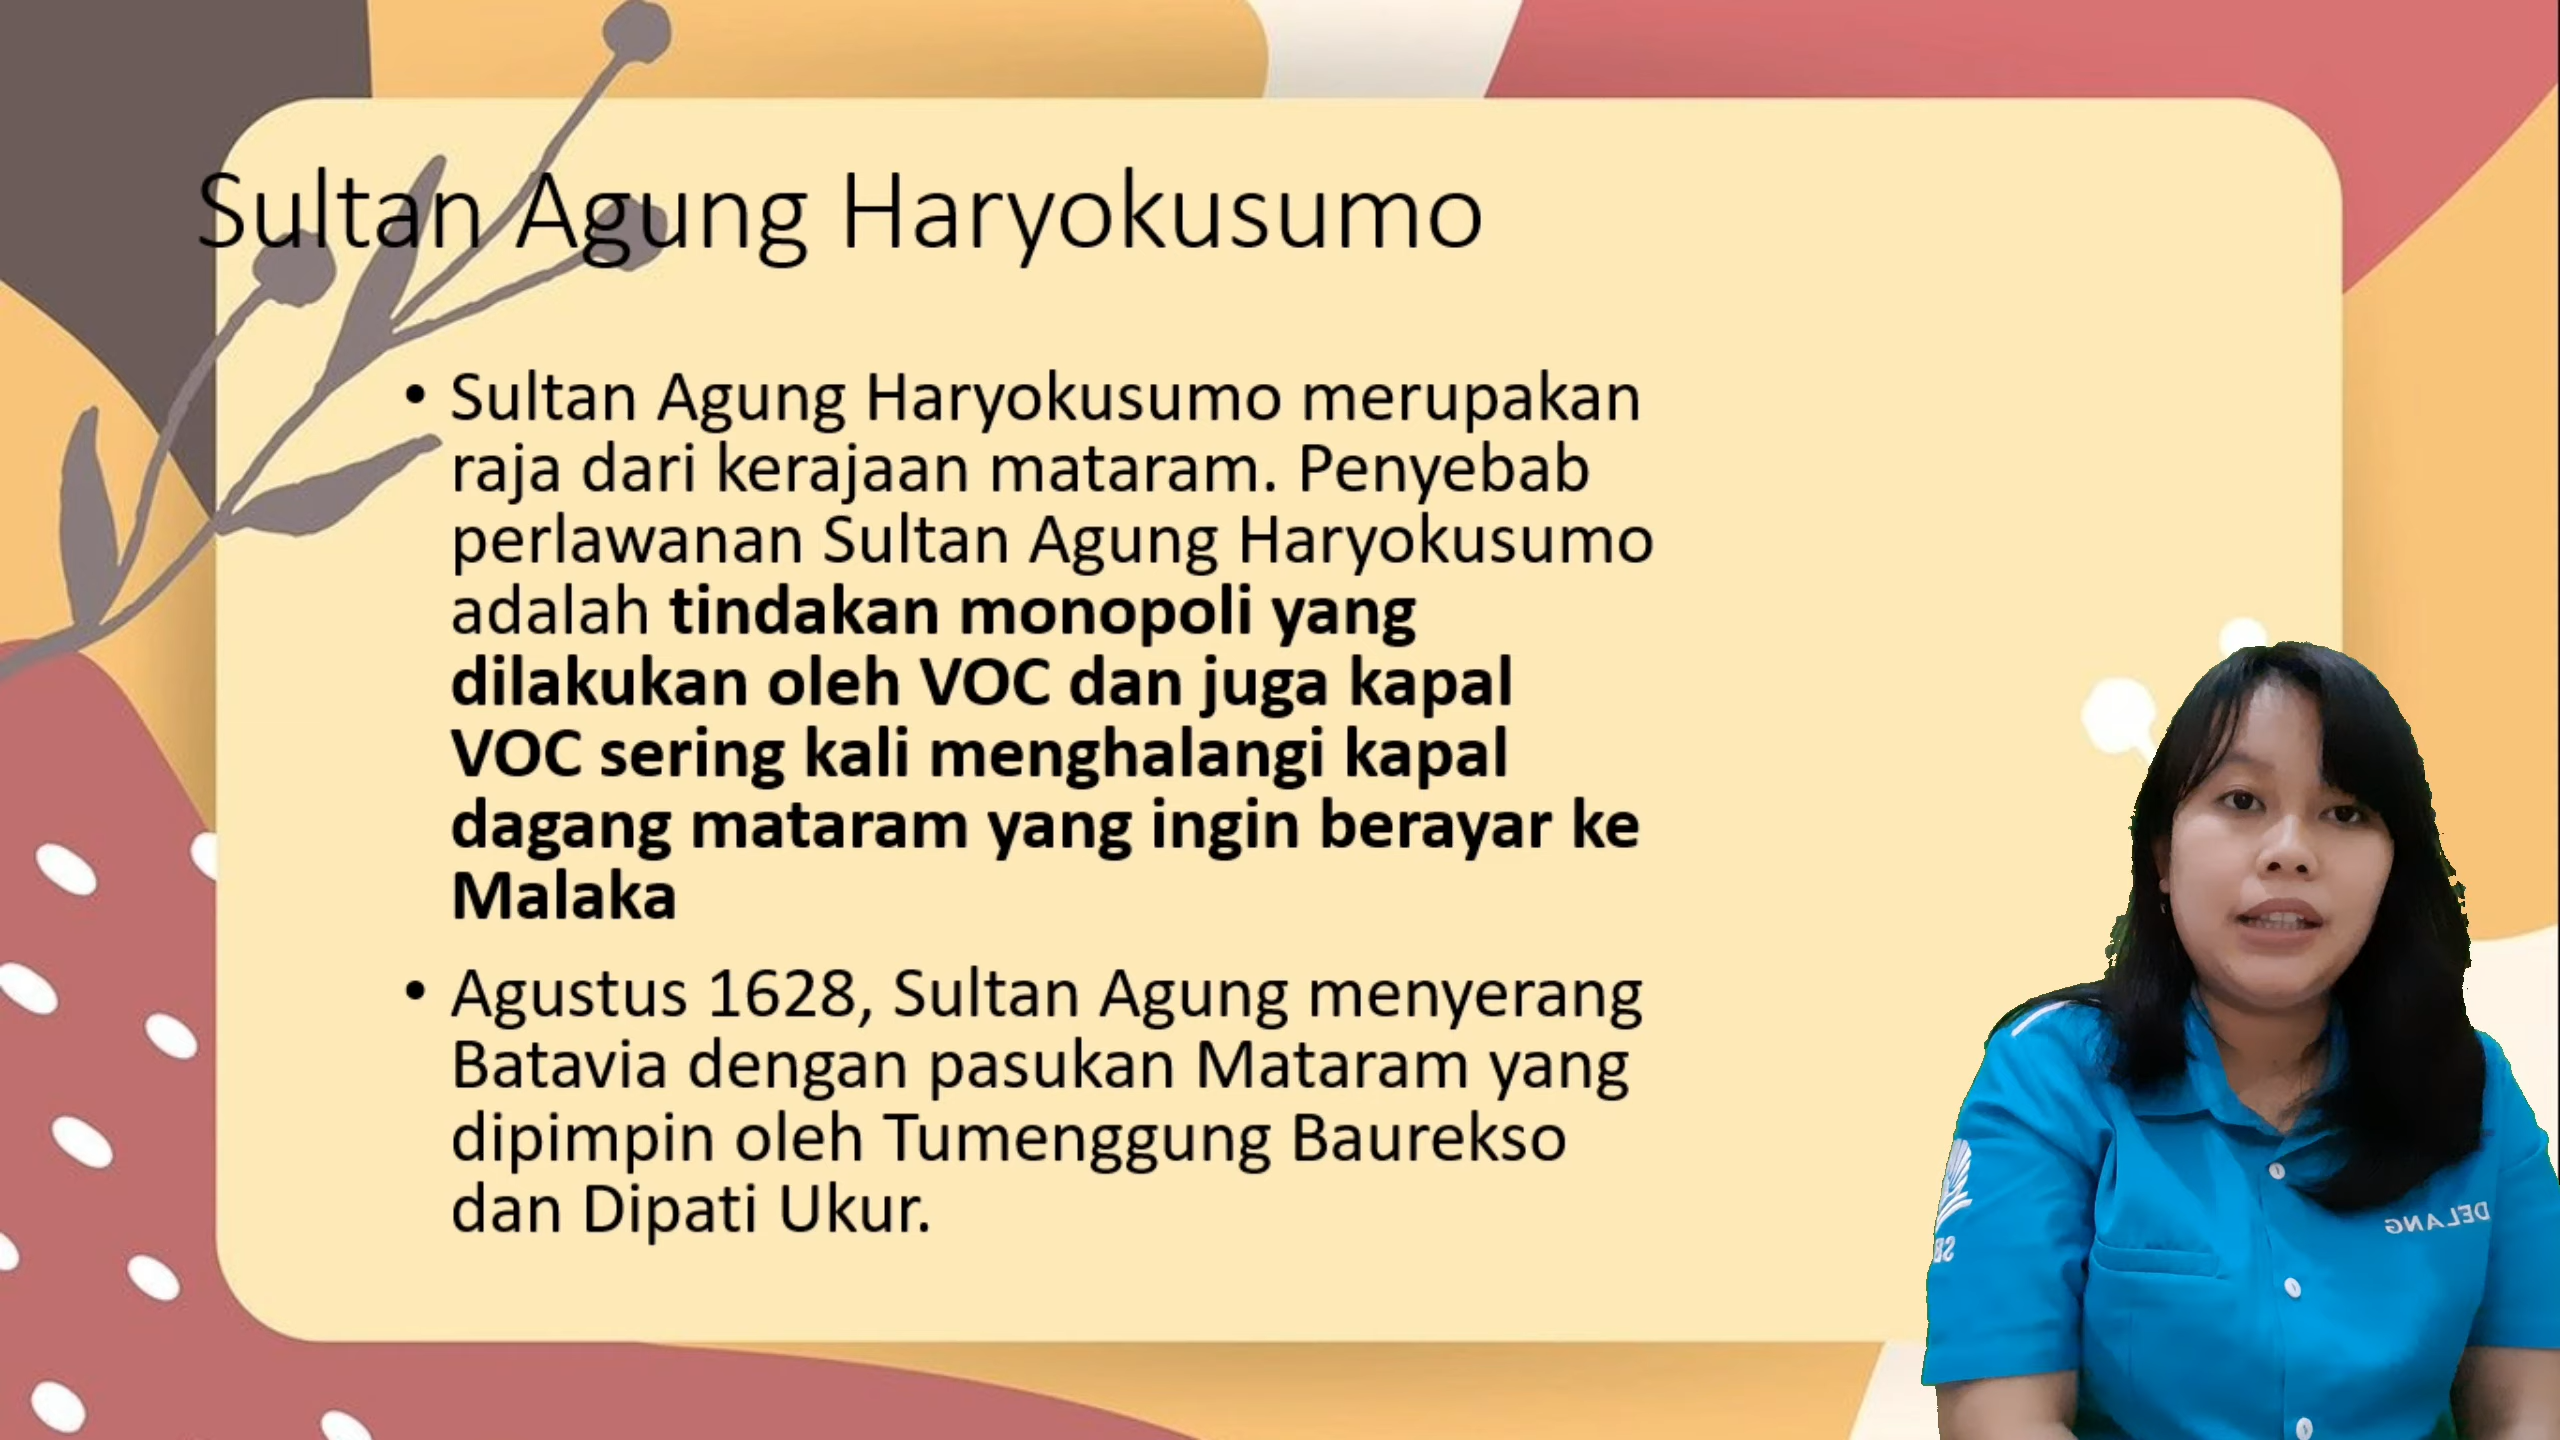 Sultan Agung Haryokusumo
• Sultan Agung Haryokusumo merupakan
raja dari kerajaan mataram. Penyebab
perlawanan Sultan Agung Haryokusumo
adalah tindakan monopoli yang
dilakukan oleh VOC dan juga kapal
VOC sering kali menghalangi kapal
dagang mataram yang ingin berayar ke
Malaka
• Agustus 1628, Sultan Agung menyerang
Batavia dengan pasukan Mataram yang
dipimpin oleh Tumenggung Baurekso
dan Dipati Ukur.
DELANG